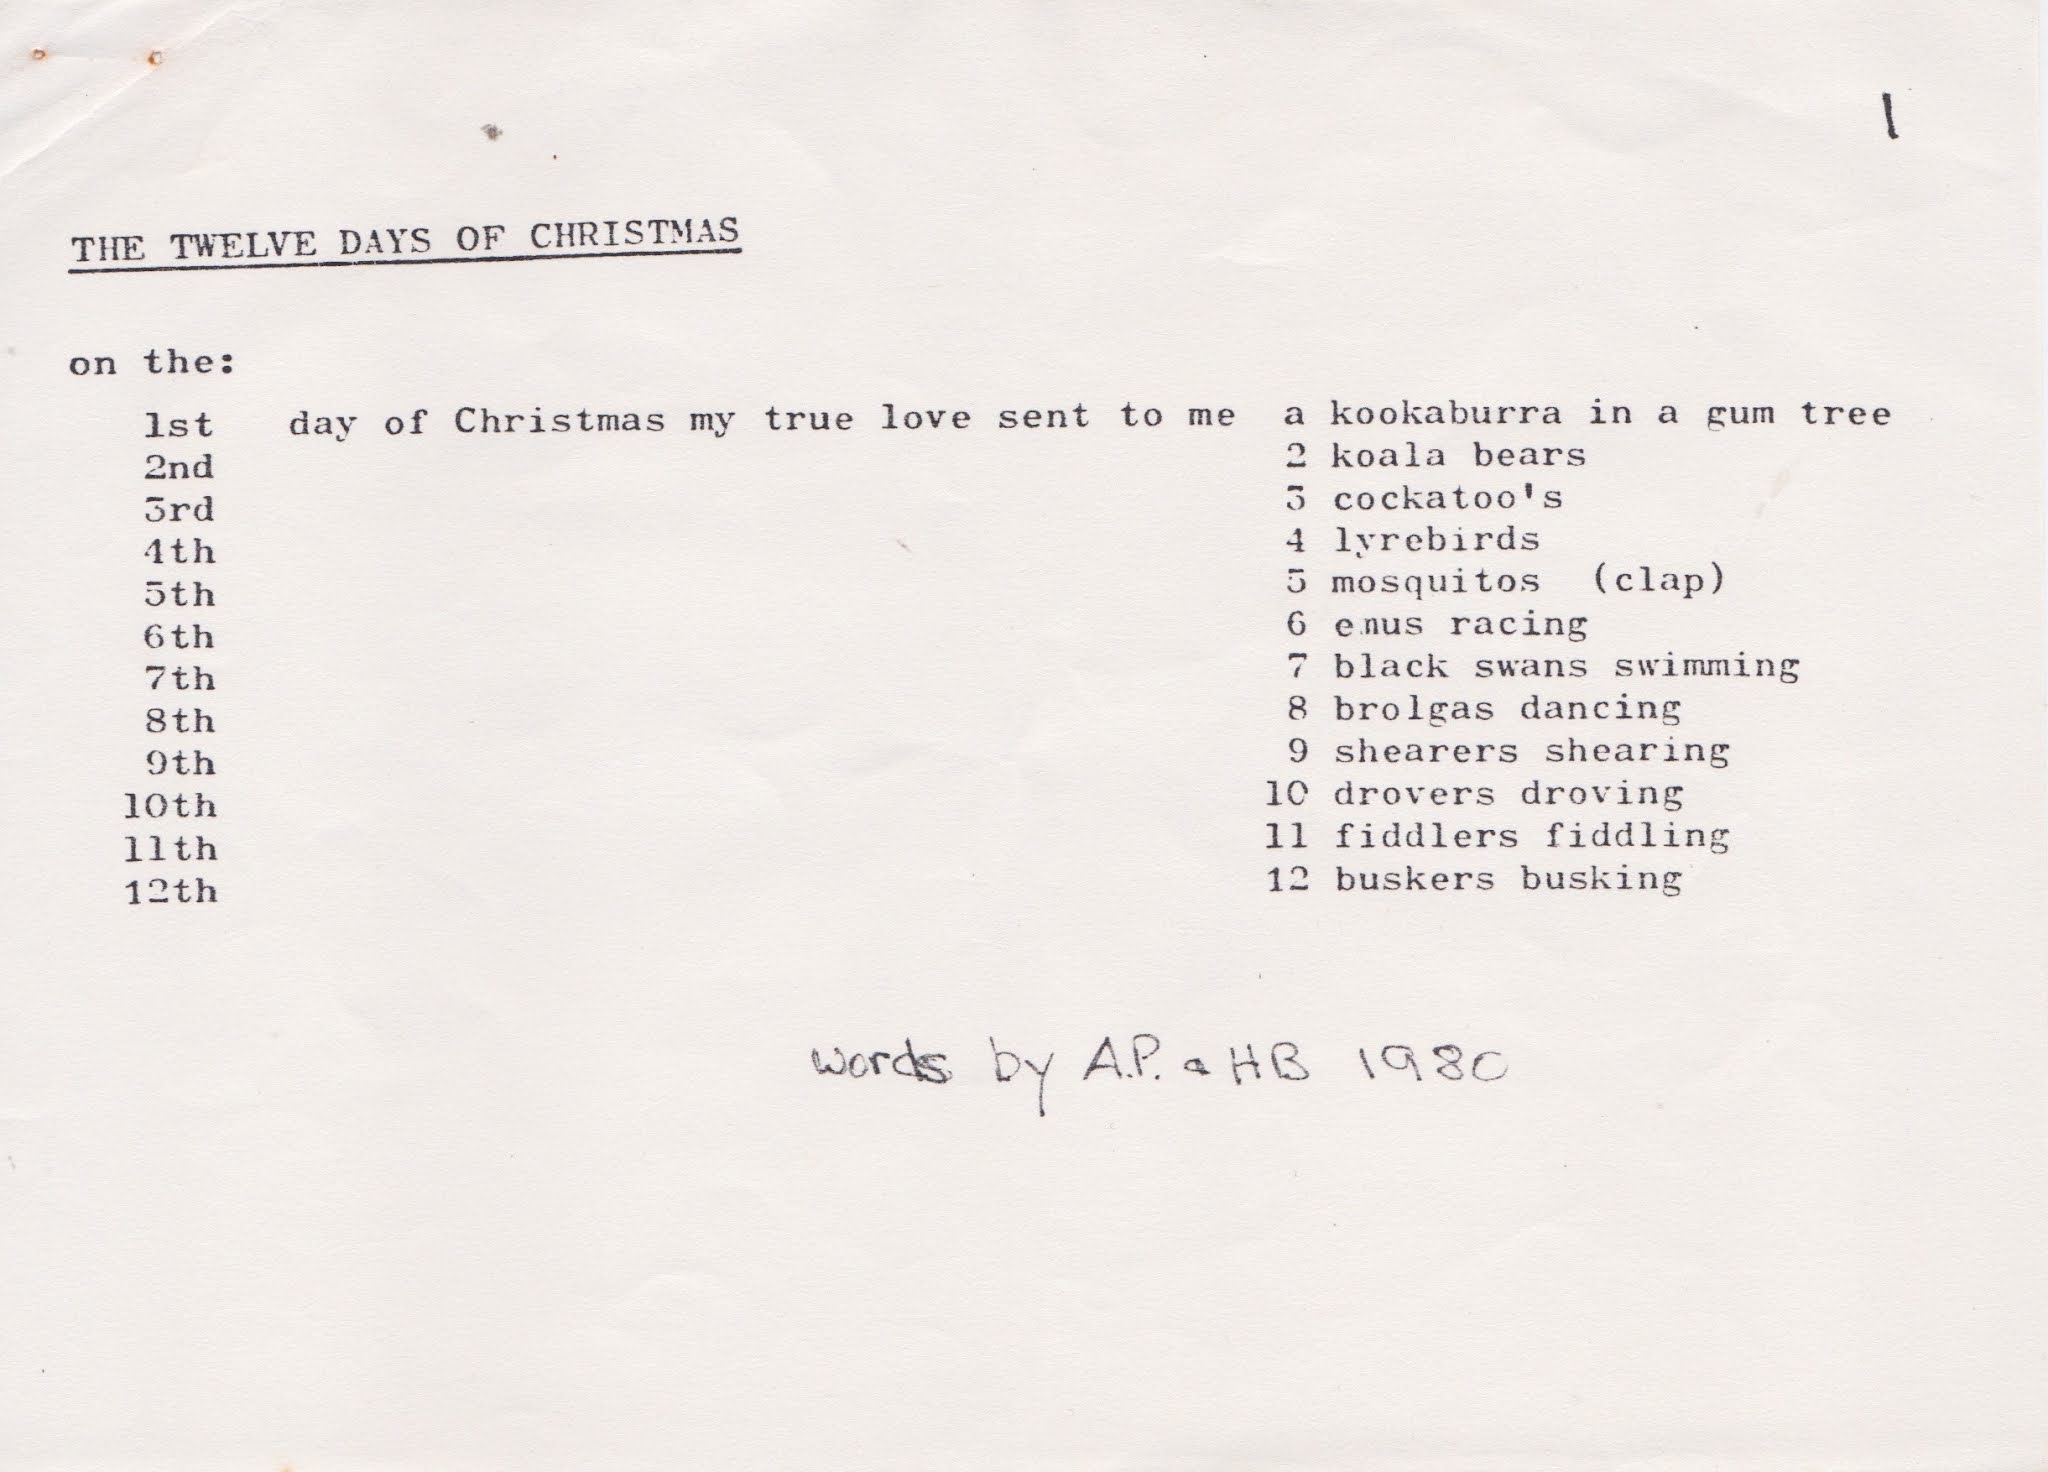 1
THE TWELVE DAYS OF CHRISTMAS
on the:
1st day of Christmas my true love sent to me a kookaburra in a gum tree
2nd 2 koala bears
3rd 3 cockatoo's
4th 4 lyrebirds
5th 5 mosquitos (clap)
6th 6 emus racing
7th 7 black swans swimming
8th 8 brolgas dancing
9th 9 shearers shearing
10th 10 drovers droving
11th 11 fiddlers fiddling
12th 12 buskers busking
words by A.P. & HB 1980